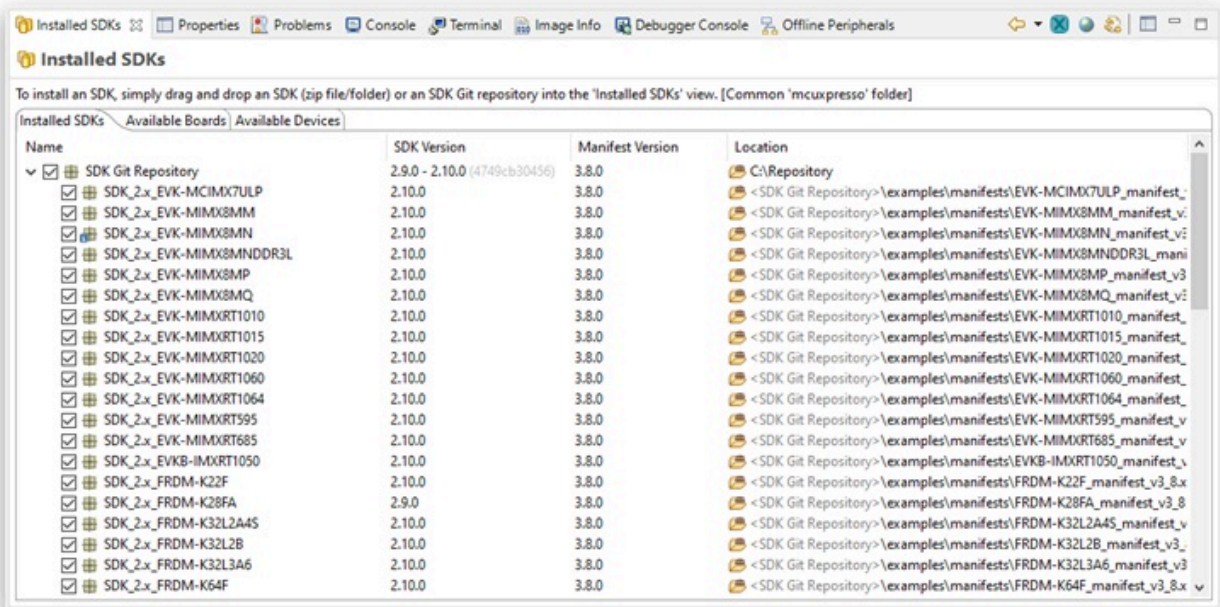 Installed SDKs Properties Problems Console Terminal Image Info Debugger Console Offline Peripherals
Installed SDKs
To install an SDK, simply drag and drop an SDK (zip file/folder) or an SDK Git repository into the 'Installed SDKs' view. [Common 'mcuxpresso' folder]
Installed SDKs Available Boards Available Devices
Name SDK Version Manifest Version Location
SDK Git Repository 2.9.0 - 2.10.0 (4749cb30456) 3.8.0 C:\Repository
SDK_2.x_EVK-MCIMX7ULP 2.10.0 3.8.0 <SDK Git Repository>\examples\manifests\EVK-MCIMX7ULP_manifest_
SDK_2.x_EVK-MIMX8MM 2.10.0 3.8.0 <SDK Git Repository>\examples\manifests\EVK-MIMX8MM_manifest_v
SDK_2.x_EVK-MIMX8MN 2.10.0 3.8.0 <SDK Git Repository>\examples\manifests\EVK-MIMX8MN_manifest_v3
SDK_2.x_EVK-MIMX8MNDDR3L 2.10.0 3.8.0 <SDK Git Repository>\examples\manifests\EVK-MIMX8MNDDR3L_mani
SDK_2.x_EVK-MIMX8MP 2.10.0 3.8.0 <SDK Git Repository>\examples\manifests\EVK-MIMX8MP_manifest_v3
SDK_2.x_EVK-MIMX8MQ 2.10.0 3.8.0 <SDK Git Repository>\examples\manifests\EVK-MIMX8MQ_manifest_v3
SDK_2.x_EVK-MIMXRT1010 2.10.0 3.8.0 <SDK Git Repository>\examples\manifests\EVK-MIMXRT1010_manifest_
SDK_2.x_EVK-MIMXRT1015 2.10.0 3.8.0 <SDK Git Repository>\examples\manifests\EVK-MIMXRT1015_manifest_
SDK_2.x_EVK-MIMXRT1020 2.10.0 3.8.0 <SDK Git Repository>\examples\manifests\EVK-MIMXRT1020_manifest_
SDK_2.x_EVK-MIMXRT1060 2.10.0 3.8.0 <SDK Git Repository>\examples\manifests\EVK-MIMXRT1060_manifest_
SDK_2.x_EVK-MIMXRT1064 2.10.0 3.8.0 <SDK Git Repository>\examples\manifests\EVK-MIMXRT1064_manifest_
SDK_2.x_EVK-MIMXRT595 2.10.0 3.8.0 <SDK Git Repository>\examples\manifests\EVK-MIMXRT595_manifest_v
SDK_2.x_EVK-MIMXRT685 2.10.0 3.8.0 <SDK Git Repository>\examples\manifests\EVK-MIMXRT685_manifest_v
SDK_2.x_EVKB-IMXRT1050 2.10.0 3.8.0 <SDK Git Repository>\examples\manifests\EVKB-IMXRT1050_manifest_v
SDK_2.x_FRDM-K22F 2.10.0 3.8.0 <SDK Git Repository>\examples\manifests\FRDM-K22F_manifest_v3_8.x
SDK_2.x_FRDM-K28FA 2.9.0 3.8.0 <SDK Git Repository>\examples\manifests\FRDM-K28FA_manifest_v3_8
SDK_2.x_FRDM-K32L2A4S 2.10.0 3.8.0 <SDK Git Repository>\examples\manifests\FRDM-K32L2A4S_manifest_v
SDK_2.x_FRDM-K32L2B 2.10.0 3.8.0 <SDK Git Repository>\examples\manifests\FRDM-K32L2B_manifest_v3_
SDK_2.x_FRDM-K32L3A6 2.10.0 3.8.0 <SDK Git Repository>\examples\manifests\FRDM-K32L3A6_manifest_v3
SDK_2.x_FRDM-K64F 2.10.0 3.8.0 <SDK Git Repository>\examples\manifests\FRDM-K64F_manifest_v3_8.x